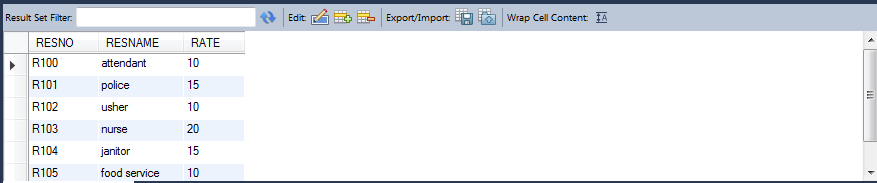 Result Set Filter: Edit: Export/Import: Wrap Cell Content: IA
RESNO RESNAME RATE
R100 attendant 10
R101 police 15
R102 usher 10
R103 nurse 20
R104 janitor 15
R105 food service 10